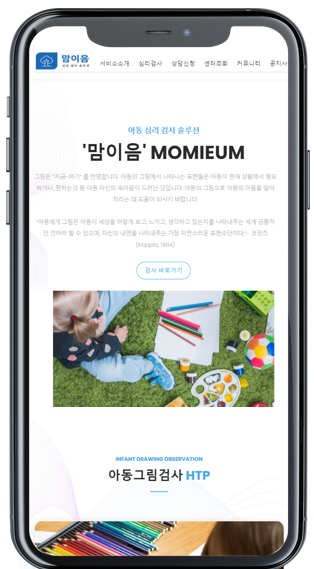 맘이음
서비스소개 심리검사 상담신청 센터조회 커뮤니티 공지사
아동 심리 검사 솔루션
'맘이음' MOMIEUM
그림은 "지금-여기" 를 반영합니다. 아동의 그림에서 나타나는 표현들은 아동이 현재 상황에서 필요
하거나, 원하는것 등 아동 자신의 속마음이 드러난 것입니다. 아동의 그림으로 아동의 마음을 알아
차리는 데 도움이 되시기 바랍니다.
"아동에게 그림은 아동이 세상을 어떻게 보고, 느끼고, 생각하고 있는지를 나타내주는 세계 공통적
인 언어라 할 수 있으며, 자신의 내면을 나타내주는 가장 자연스러운 표현수단이다."- 코핏츠
(Koppitz, 1984)
검사 바로가기
INFANT DRAWING OBSERVATION
아동그림검사 HTP